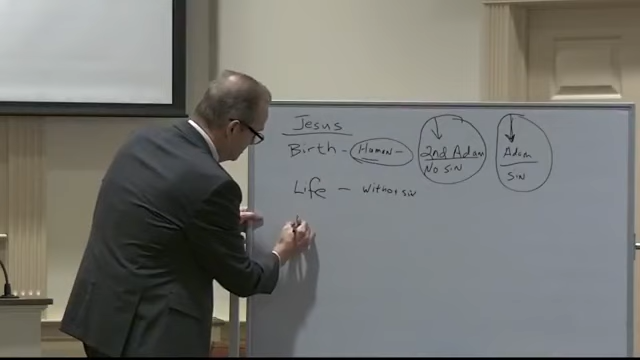 Jesus
Birth - Human - 2nd Adam Adam
No Sin Sin
Life - Without sin